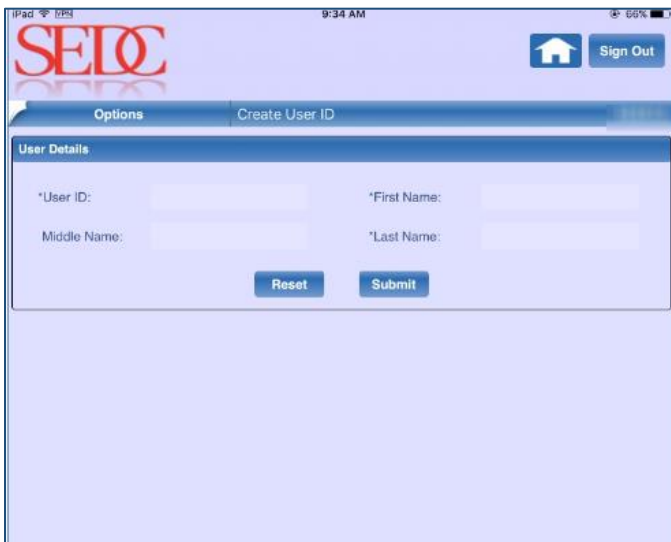 iPad VPN 9:34 AM 66%
SEDC
Sign Out
Options Create User ID
User Details
*User ID: *First Name:
Middle Name: *Last Name:
Reset Submit